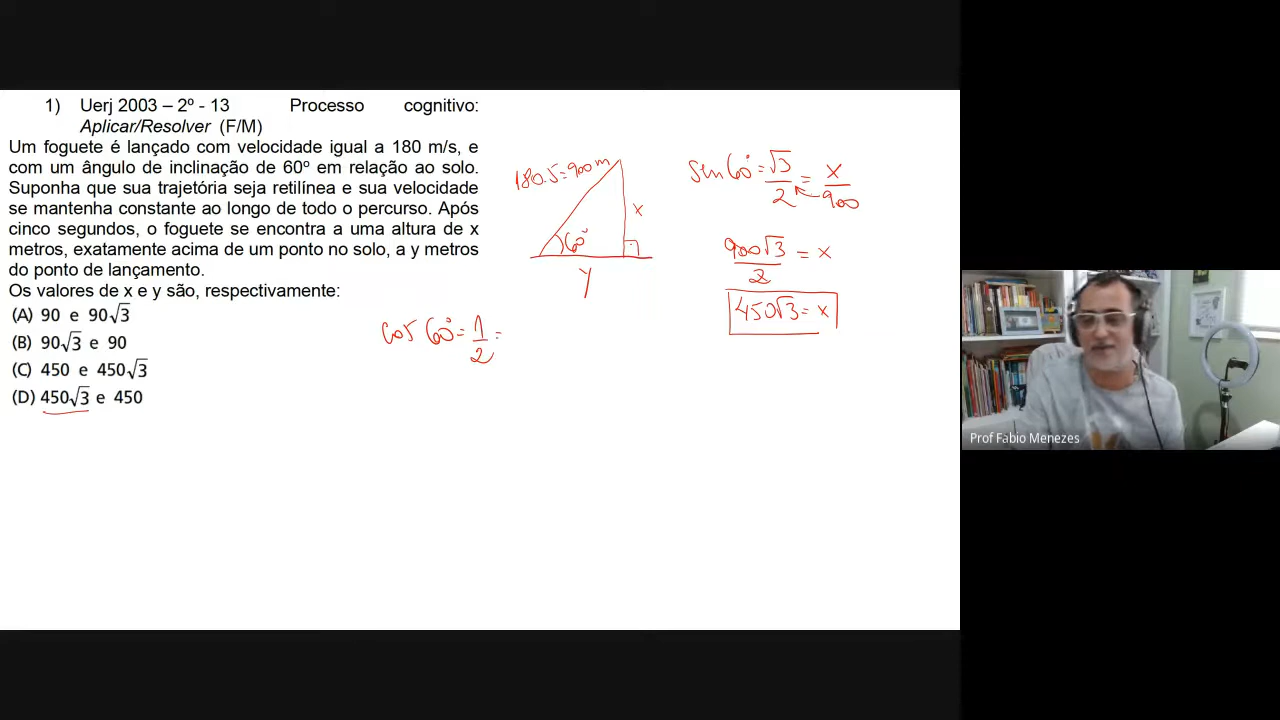 1) Uerj 2003 – 2º - 13 Processo cognitivo:
Aplicar/Resolver (F/M)
Um foguete é lançado com velocidade igual a 180 m/s, e
com um ângulo de inclinação de 60º em relação ao solo.
Suponha que sua trajetória seja retilínea e sua velocidade
se mantenha constante ao longo de todo o percurso. Após
cinco segundos, o foguete se encontra a uma altura de x
metros, exatamente acima de um ponto no solo, a y metros
do ponto de lançamento.
Os valores de x e y são, respectivamente:
(A) 90 e 90√3
(B) 90√3 e 90
(C) 450 e 450√3
(D) 450√3 e 450
180.5=900m
x
60°
y
cos 60° = 1/2 =
sen 60° = √3/2 = x/900
900√3/2 = x
450√3 = x
Prof Fabio Menezes